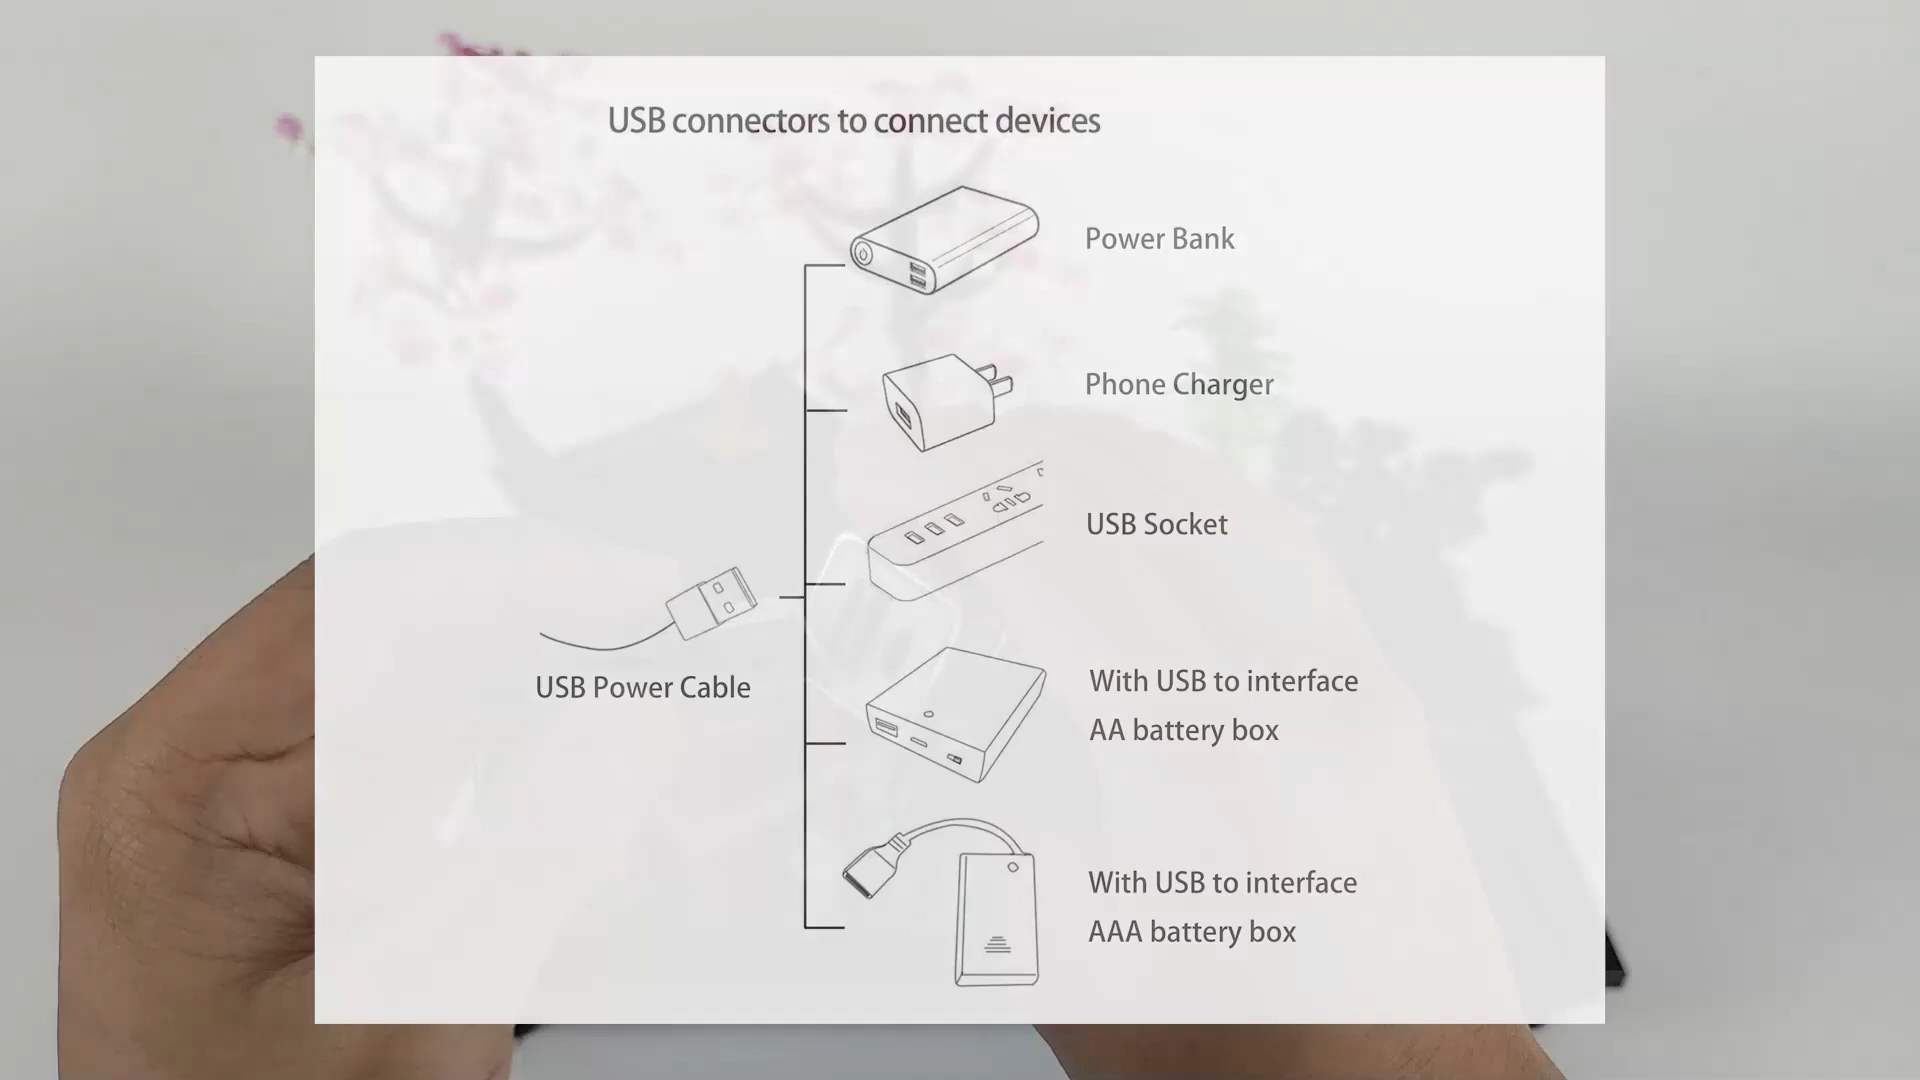 USB connectors to connect devices
Power Bank
Phone Charger
USB Socket
USB Power Cable
With USB to interface
AA battery box
With USB to interface
AAA battery box